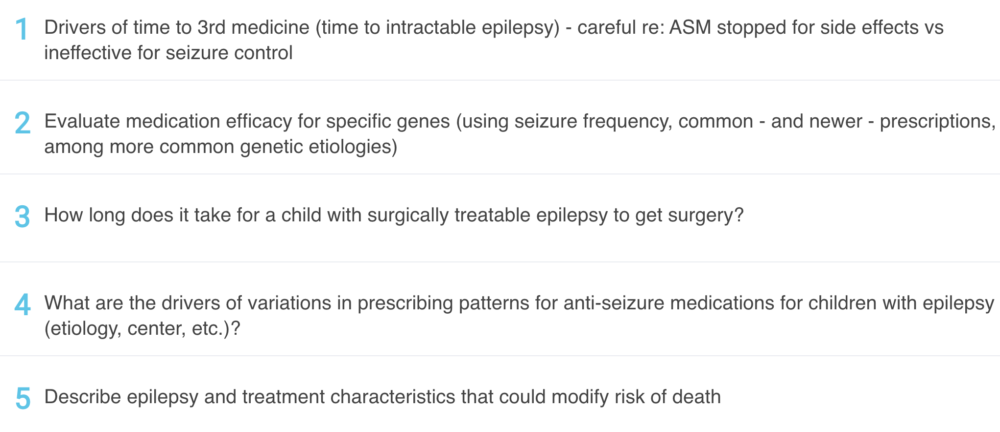 1 Drivers of time to 3rd medicine (time to intractable epilepsy) - careful re: ASM stopped for side effects vs
ineffective for seizure control
2 Evaluate medication efficacy for specific genes (using seizure frequency, common - and newer - prescriptions,
among more common genetic etiologies)
3 How long does it take for a child with surgically treatable epilepsy to get surgery?
4 What are the drivers of variations in prescribing patterns for anti-seizure medications for children with epilepsy
(etiology, center, etc.)?
5 Describe epilepsy and treatment characteristics that could modify risk of death